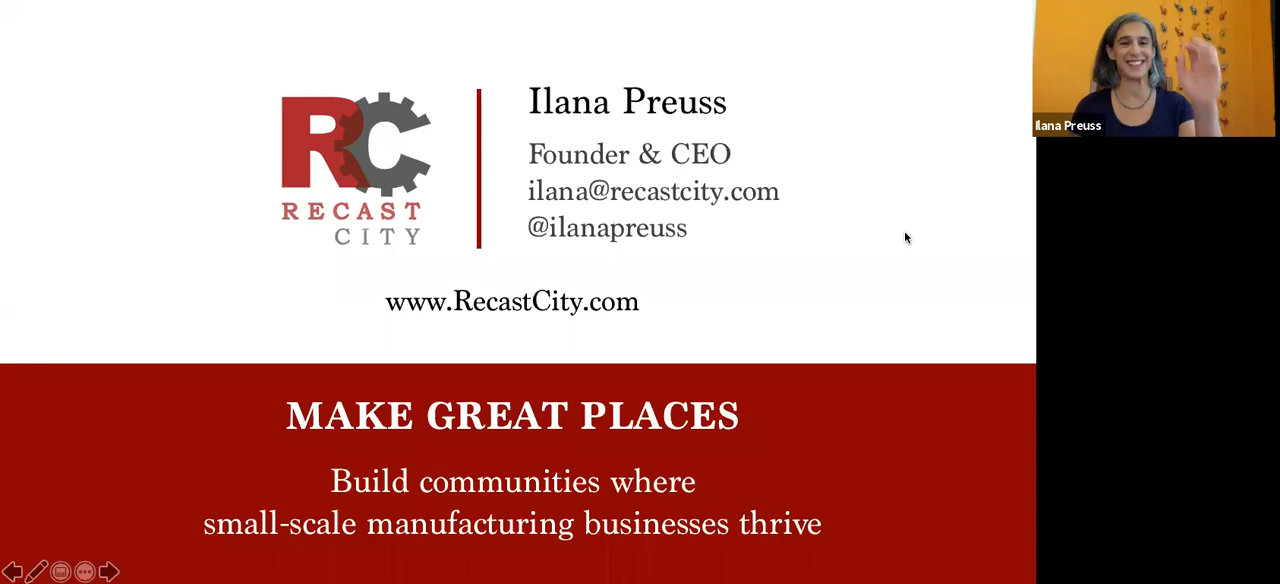 RC
RECAST
CITY
Ilana Preuss
Founder & CEO
ilana@recastcity.com
@ilanapreuss
www.RecastCity.com
MAKE GREAT PLACES
Build communities where
small-scale manufacturing businesses thrive
Ilana Preuss